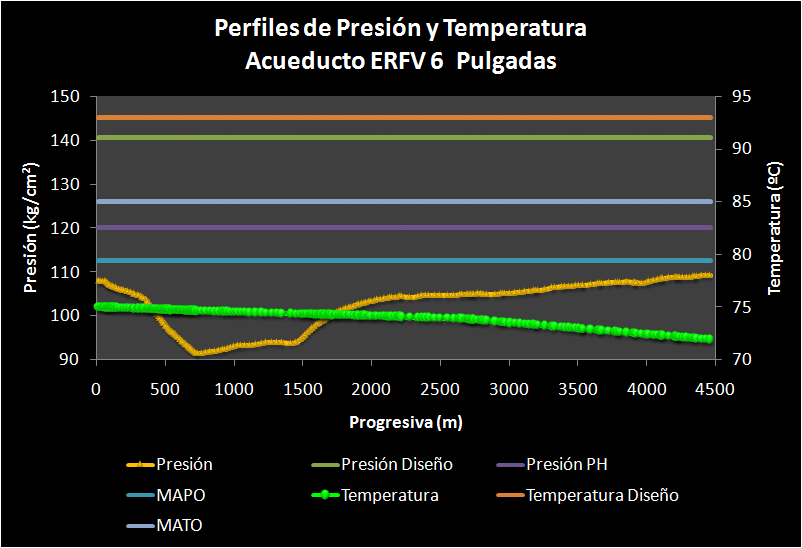 Perfiles de Presión y Temperatura
Acueducto ERFV 6 Pulgadas
150
140
130
120
110
100
90
Presión (kg/cm²)
95
90
85
80
75
70
Temperatura (ºC)
0 500 1000 1500 2000 2500 3000 3500 4000 4500
Progresiva (m)
Presión Presión Diseño Presión PH
MAPO Temperatura Temperatura Diseño
MATO